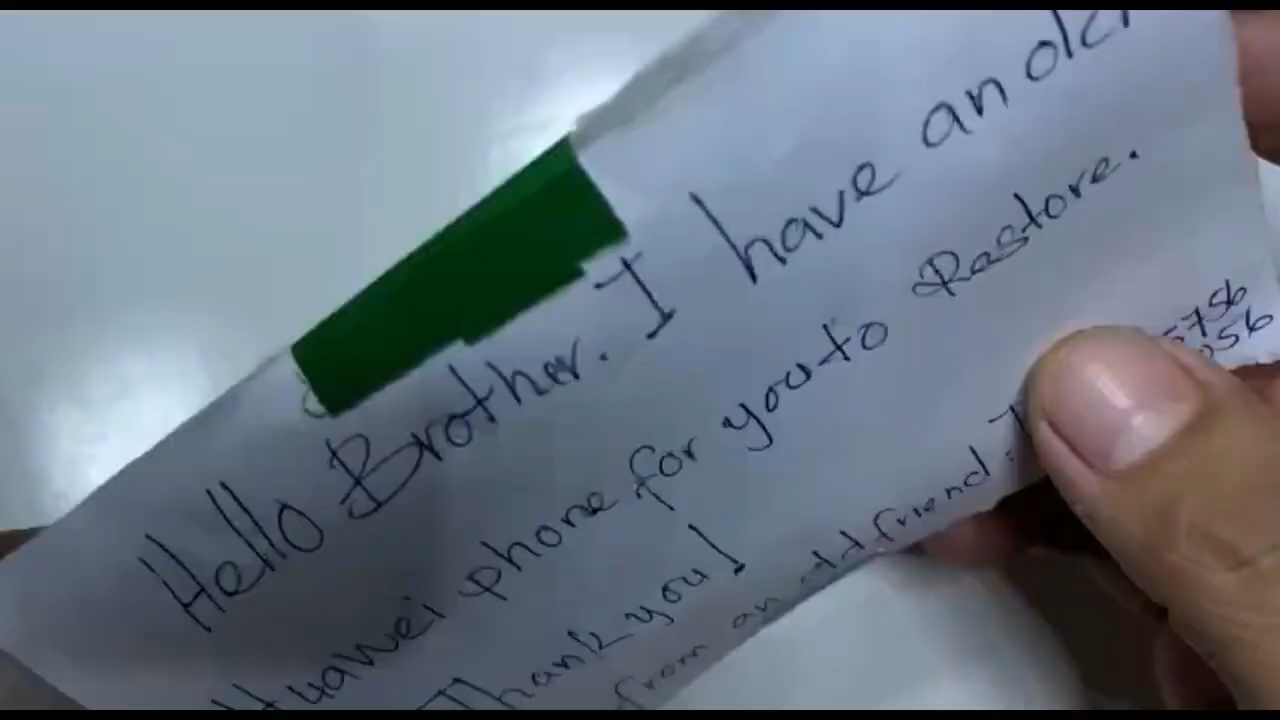 Hello Brother. I have an old
Huawei phone for you to Restore.
Thank you!
from an old friend.